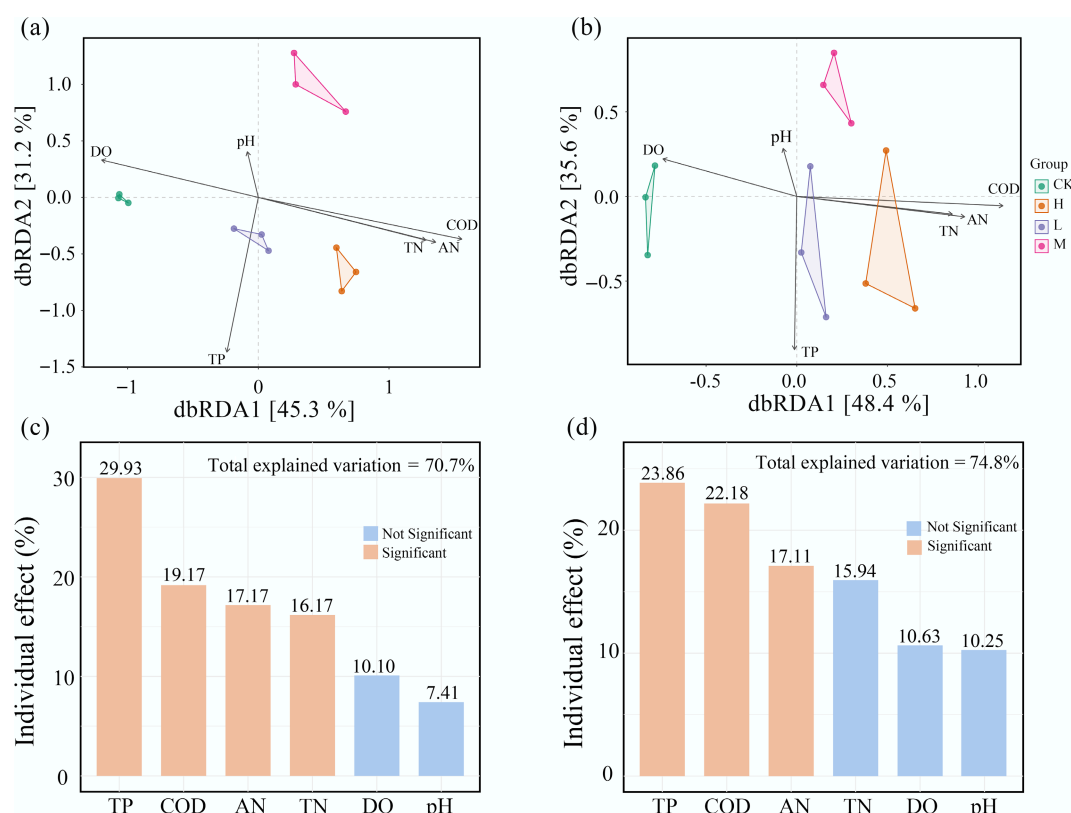 (a)
dbRDA2 [31.2 %]
1.0
0.5
0.0
−0.5
−1.0
−1.5
DO
pH
COD
TN
AN
TP
−1
0
1
dbRDA1 [45.3 %]
(b)
dbRDA2 [35.6 %]
0.5
0.0
−0.5
DO
pH
COD
AN
TN
TP
-0.5
0.0
0.5
1.0
dbRDA1 [48.4 %]
Group
CK
H
L
M
(c)
Individual effect (%)
30
20
10
0
Total explained variation = 70.7%
Not Significant
Significant
29.93
19.17
17.17
16.17
10.10
7.41
TP
COD
AN
TN
DO
pH
(d)
Individual effect (%)
20
10
0
Total explained variation = 74.8%
Not Significant
Significant
23.86
22.18
17.11
15.94
10.63
10.25
TP
COD
AN
TN
DO
pH